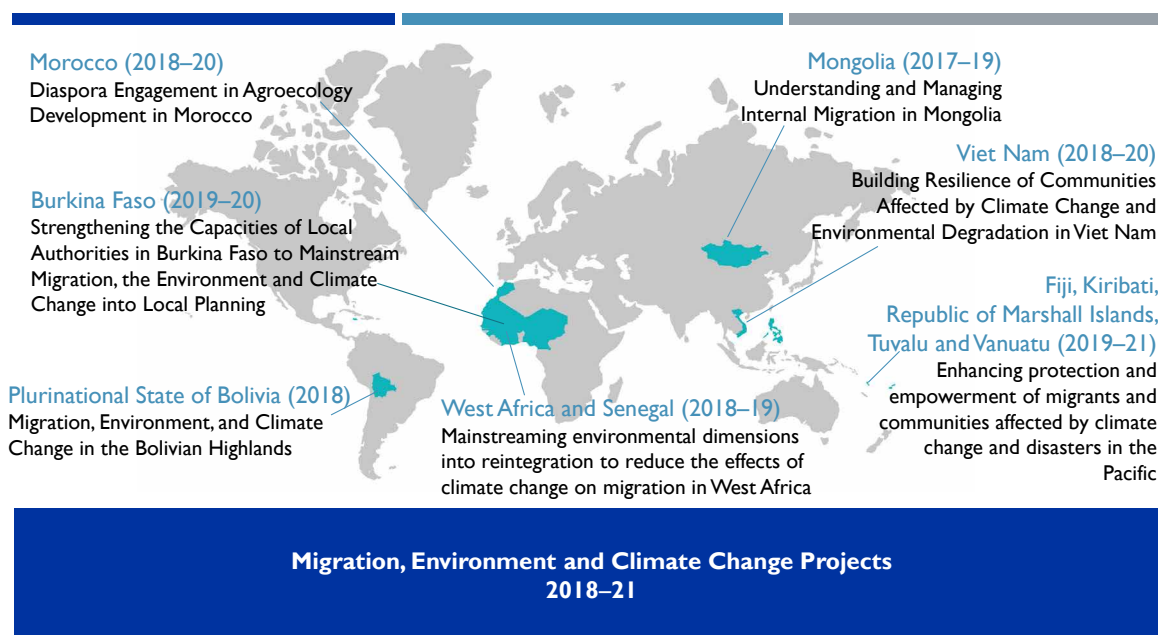 Morocco (2018–20)
Diaspora Engagement in Agroecology
Development in Morocco
Burkina Faso (2019–20)
Strengthening the Capacities of Local
Authorities in Burkina Faso to Mainstream
Migration, the Environment and Climate
Change into Local Planning
Plurinational State of Bolivia (2018)
Migration, Environment, and Climate
Change in the Bolivian Highlands
West Africa and Senegal (2018–19)
Mainstreaming environmental dimensions
into reintegration to reduce the effects of
climate change on migration in West Africa
Mongolia (2017–19)
Understanding and Managing
Internal Migration in Mongolia
Viet Nam (2018–20)
Building Resilience of Communities
Affected by Climate Change and
Environmental Degradation in Viet Nam
Fiji, Kiribati,
Republic of Marshall Islands,
Tuvalu and Vanuatu (2019–21)
Enhancing protection and
empowerment of migrants and
communities affected by climate
change and disasters in the
Pacific
Migration, Environment and Climate Change Projects
2018–21